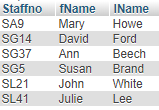 Staffno fName lName
SA9 Mary Howe
SG14 David Ford
SG37 Ann Beech
SG5 Susan Brand
SL21 John White
SL41 Julie Lee